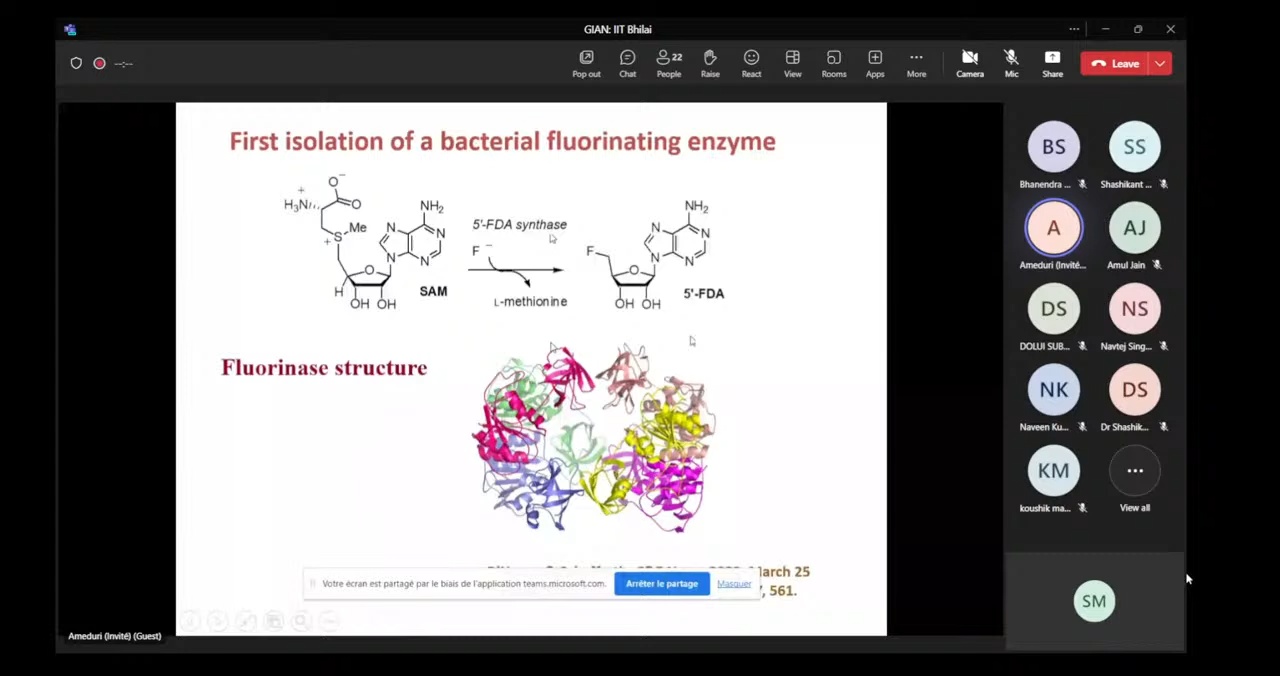 GIAN: IIT Bhilai
Pop out
Chat
22
People
Raise
React
View
Rooms
Apps
More
Camera
Mic
Share
Leave
First isolation of a bacterial fluorinating enzyme
O−
+
H3N
O
Me
+S
H
O
OH OH
NH2
N
N
N
N
SAM
5'-FDA synthase
F −
L-methionine
F
O
OH OH
NH2
N
N
N
N
5'-FDA
Fluorinase structure
March 25
561.
Votre écran est partagé par le biais de l'application teams.microsoft.com.
Arrêter le partage
Masquer
Ameduri (Invité) (Guest)
BS
Bhanendra ...
SS
Shashikant ...
A
Ameduri (Invité...
AJ
Amul Jain
DS
DOLUI SUB...
NS
Navtej Sing...
NK
Naveen Ku...
DS
Dr Shashik...
KM
koushik ma...
View all
SM